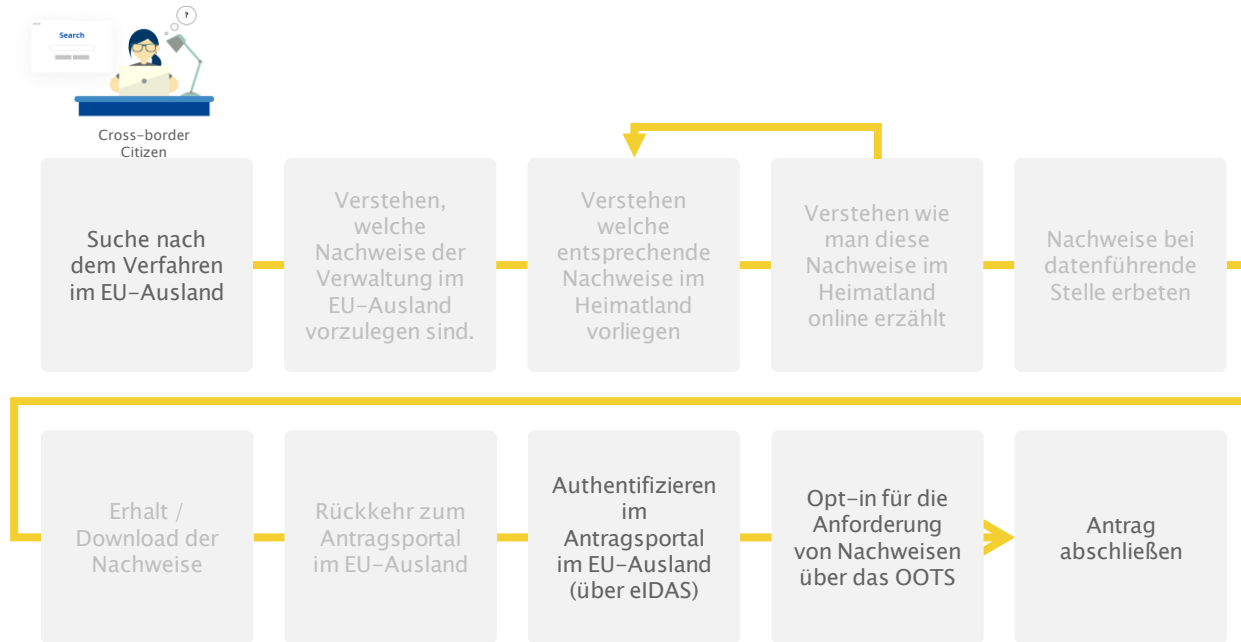 ?
Search
Cross-border
Citizen
Suche nach
dem Verfahren
im EU-Ausland
Verstehen,
welche
Nachweise der
Verwaltung im
EU-Ausland
vorzulegen sind.
Verstehen
welche
entsprechende
Nachweise im
Heimatland
vorliegen
Verstehen wie
man diese
Nachweise im
Heimatland
online erzählt
Nachweise bei
datenführende
Stelle erbeten
Erhalt /
Download der
Nachweise
Rückkehr zum
Antragsportal
im EU-Ausland
Authentifizieren
im
Antragsportal
im EU-Ausland
(über eIDAS)
Opt-in für die
Anforderung
von Nachweisen
über das OOTS
Antrag
abschließen